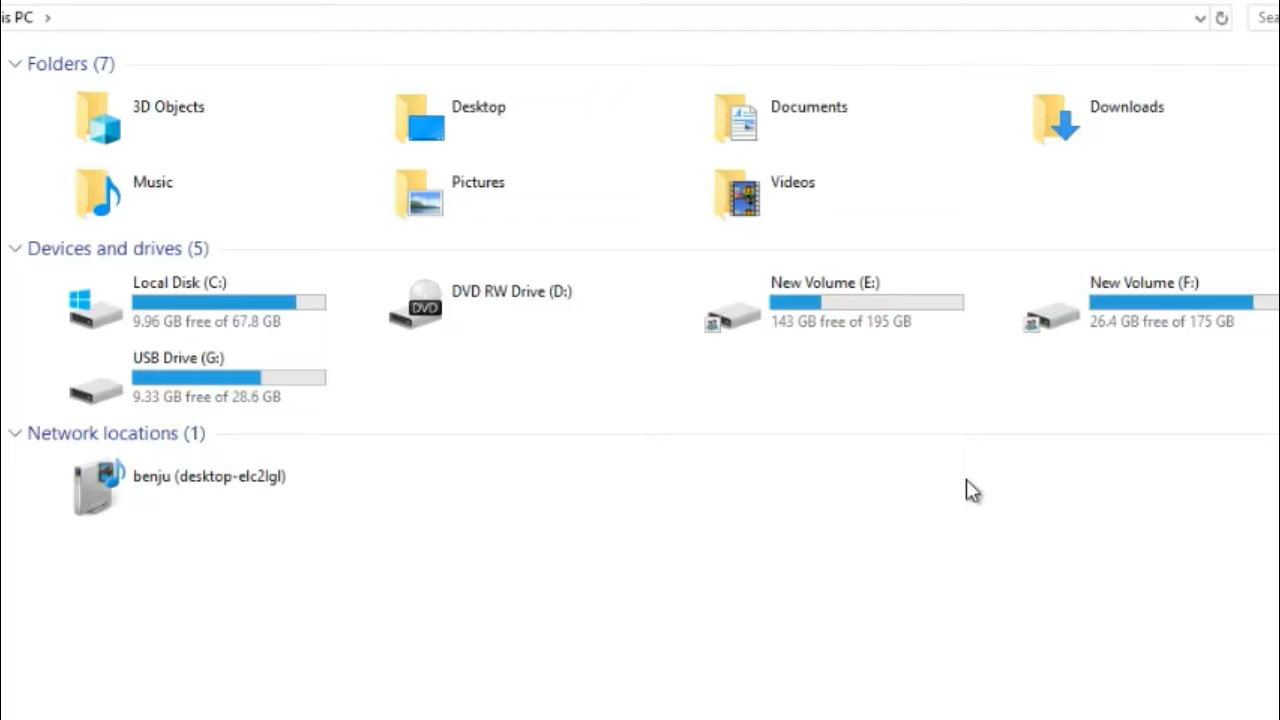 is PC
Sea
Folders (7)
3D Objects
Desktop
Documents
Downloads
Music
Pictures
Videos
Devices and drives (5)
Local Disk (C:)
9.96 GB free of 67.8 GB
DVD
DVD RW Drive (D:)
New Volume (E:)
143 GB free of 195 GB
New Volume (F:)
26.4 GB free of 175 GB
USB Drive (G:)
9.33 GB free of 28.6 GB
Network locations (1)
benju (desktop-elc2lgl)